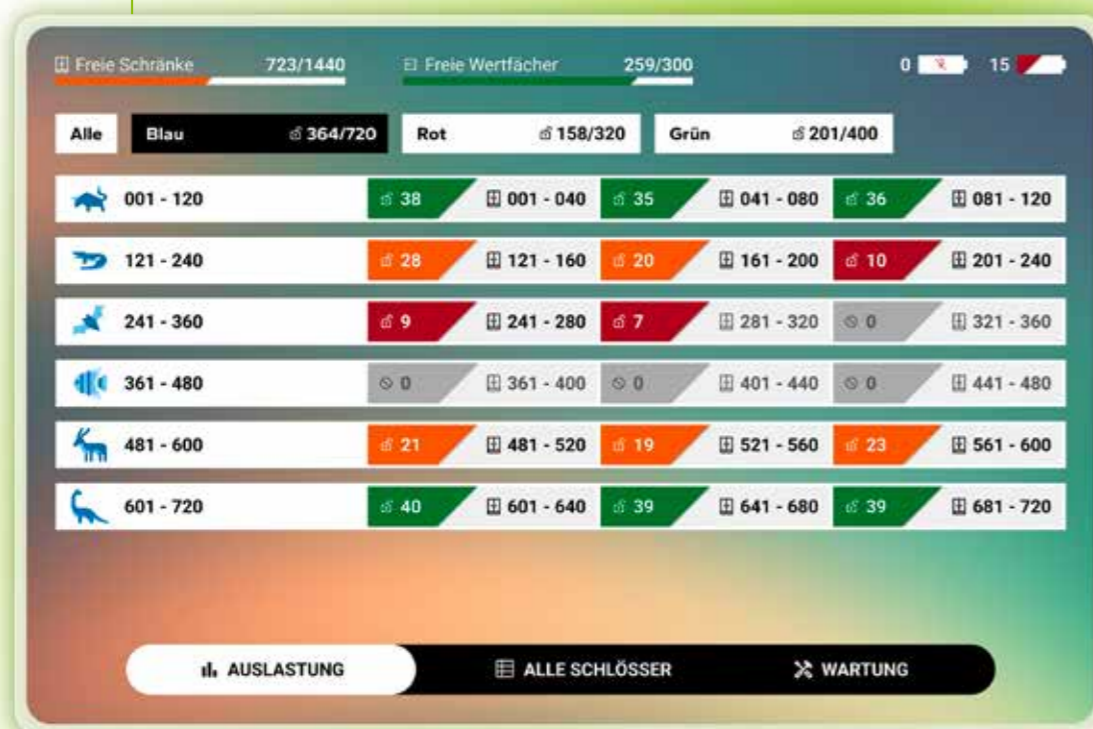 Freie Schränke 723/1440 Freie Wertfächer 259/300 0 15
Alle Blau 364/720 Rot 158/320 Grün 201/400
001 - 120 38 001 - 040 35 041 - 080 36 081 - 120
121 - 240 28 121 - 160 20 161 - 200 10 201 - 240
241 - 360 9 241 - 280 7 281 - 320 0 321 - 360
361 - 480 0 361 - 400 0 401 - 440 0 441 - 480
481 - 600 21 481 - 520 19 521 - 560 23 561 - 600
601 - 720 40 601 - 640 39 641 - 680 39 681 - 720
AUSLASTUNG ALLE SCHLÖSSER WARTUNG